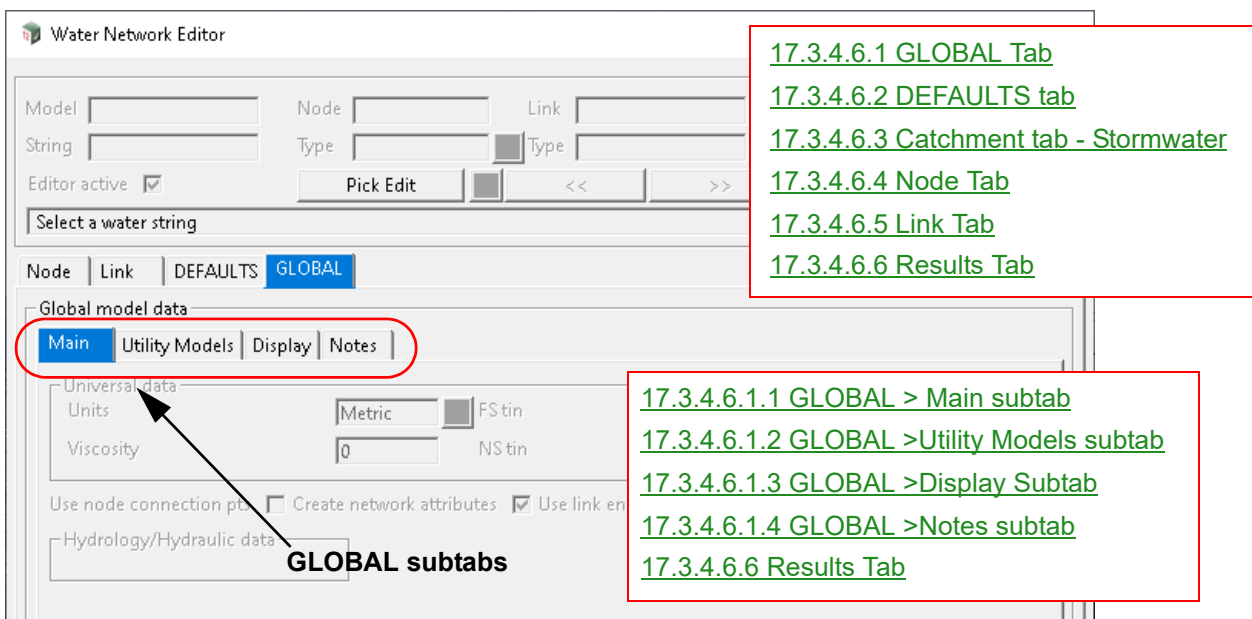 Water Network Editor
17.3.4.6.1 GLOBAL Tab
17.3.4.6.2 DEFAULTS tab
17.3.4.6.3 Catchment tab - Stormwater
17.3.4.6.4 Node Tab
17.3.4.6.5 Link Tab
17.3.4.6.6 Results Tab
Model Node Link
String Type Type
Editor active Pick Edit << >>
Select a water string
Node Link DEFAULTS GLOBAL
Global model data
Main Utility Models Display Notes
Universal data
Units Metric FS tin
Viscosity 0 NS tin
Use node connection pts Create network attributes Use link en
Hydrology/Hydraulic data
GLOBAL subtabs
17.3.4.6.1.1 GLOBAL > Main subtab
17.3.4.6.1.2 GLOBAL >Utility Models subtab
17.3.4.6.1.3 GLOBAL >Display Subtab
17.3.4.6.1.4 GLOBAL >Notes subtab
17.3.4.6.6 Results Tab